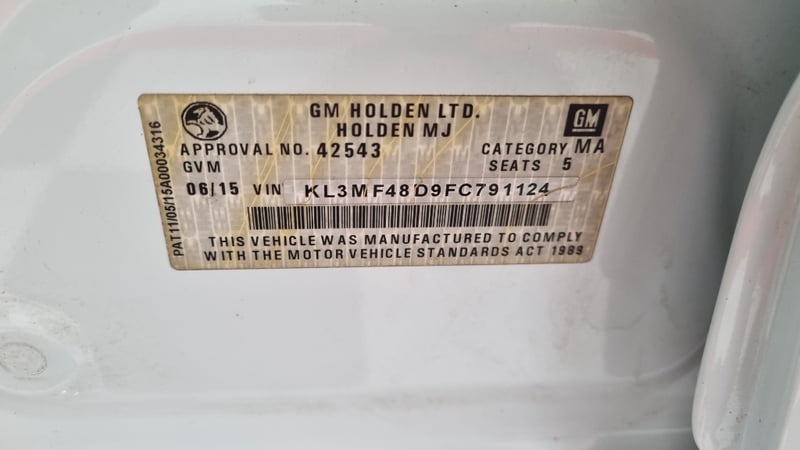 GM HOLDEN LTD.
HOLDEN MJ
GM
APPROVAL NO. 42543
CATEGORY MA
GVM
SEATS 5
06/15 VIN KL3MF48D9FC791124
THIS VEHICLE WAS MANUFACTURED TO COMPLY
WITH THE MOTOR VEHICLE STANDARDS ACT 1989
PAT11/05/15A00034316